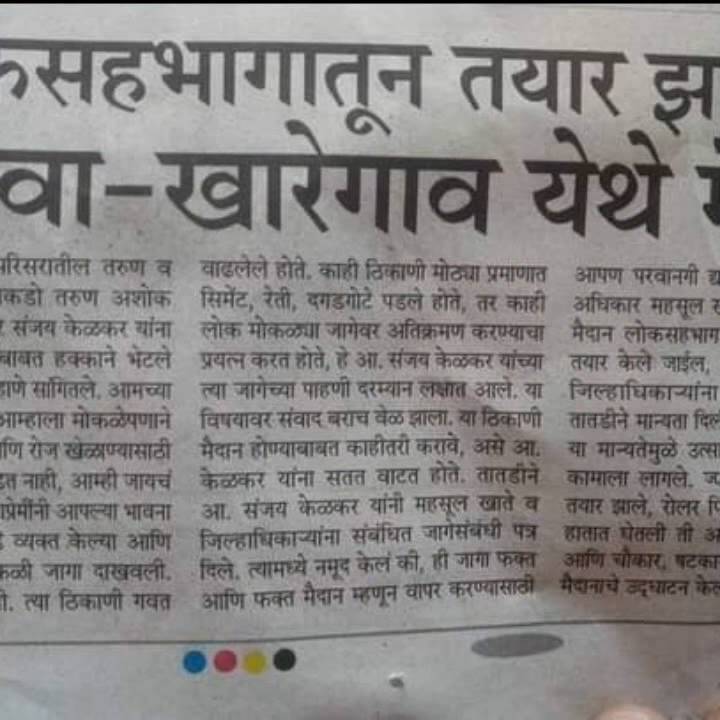 सहभागातून तयार झा
वा-खारेगाव येथे
परिसरातील तरुण व
तरुण अशोक
संजय केळकर यांना
हक्काने भेटले
सांगितले. आमच्या
आम्हाला मोकळेपणाने
णि रोज खेळण्यासाठी
नाही, आम्ही जायचं
प्रेमींनी आपल्या भावना
व्यक्त केल्या आणि
जागा दाखवली.
त्या ठिकाणी गवत
वाढलेले होते. काही ठिकाणी मोठ्या प्रमाणात
सिमेंट, रेती, दगडगोटे पडले होते, तर काही
लोक मोकळ्या जागेवर अतिक्रमण करण्याचा
प्रयत्न करत होते, हे आ. संजय केळकर यांच्या
त्या जागेच्या पाहणी दरम्यान लक्षात आले. या
विषयावर संवाद बराच वेळ झाला. या ठिकाणी
मैदान होण्याबाबत काहीतरी करावे, असे आ.
केळकर यांना सतत वाटत होते. तातडीने
आ. संजय केळकर यांनी महसूल खाते व
जिल्हाधिकाऱ्यांना संबंधित जागेसंबंधी पत्र
दिले. त्यामध्ये नमूद केलं की, ही जागा फक्त
आणि फक्त मैदान म्हणून वापर करण्यासाठी
आपण परवानगी द्य
अधिकार महसूल
मैदान लोकसहभाग
तयार केले जाईल,
जिल्हाधिकाऱ्यांना
तातडीने मान्यता दिल
या मान्यतेमुळे उत्सा
कामाला लागले.
तयार झाले, रोलर फि
हातात घेतली ती
आणि चौकार, षटका
मैदानाचे उद्घाटन केल